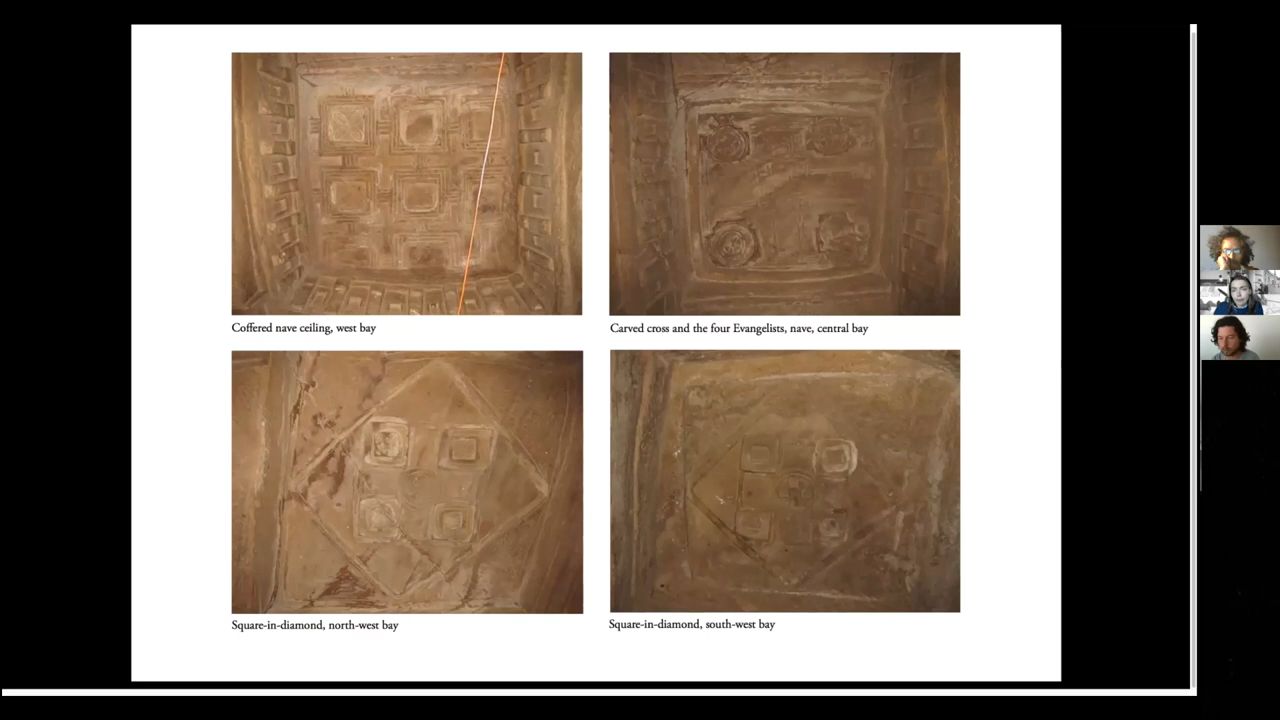 Coffered nave ceiling, west bay
Carved cross and the four Evangelists, nave, central bay
Square-in-diamond, north-west bay
Square-in-diamond, south-west bay